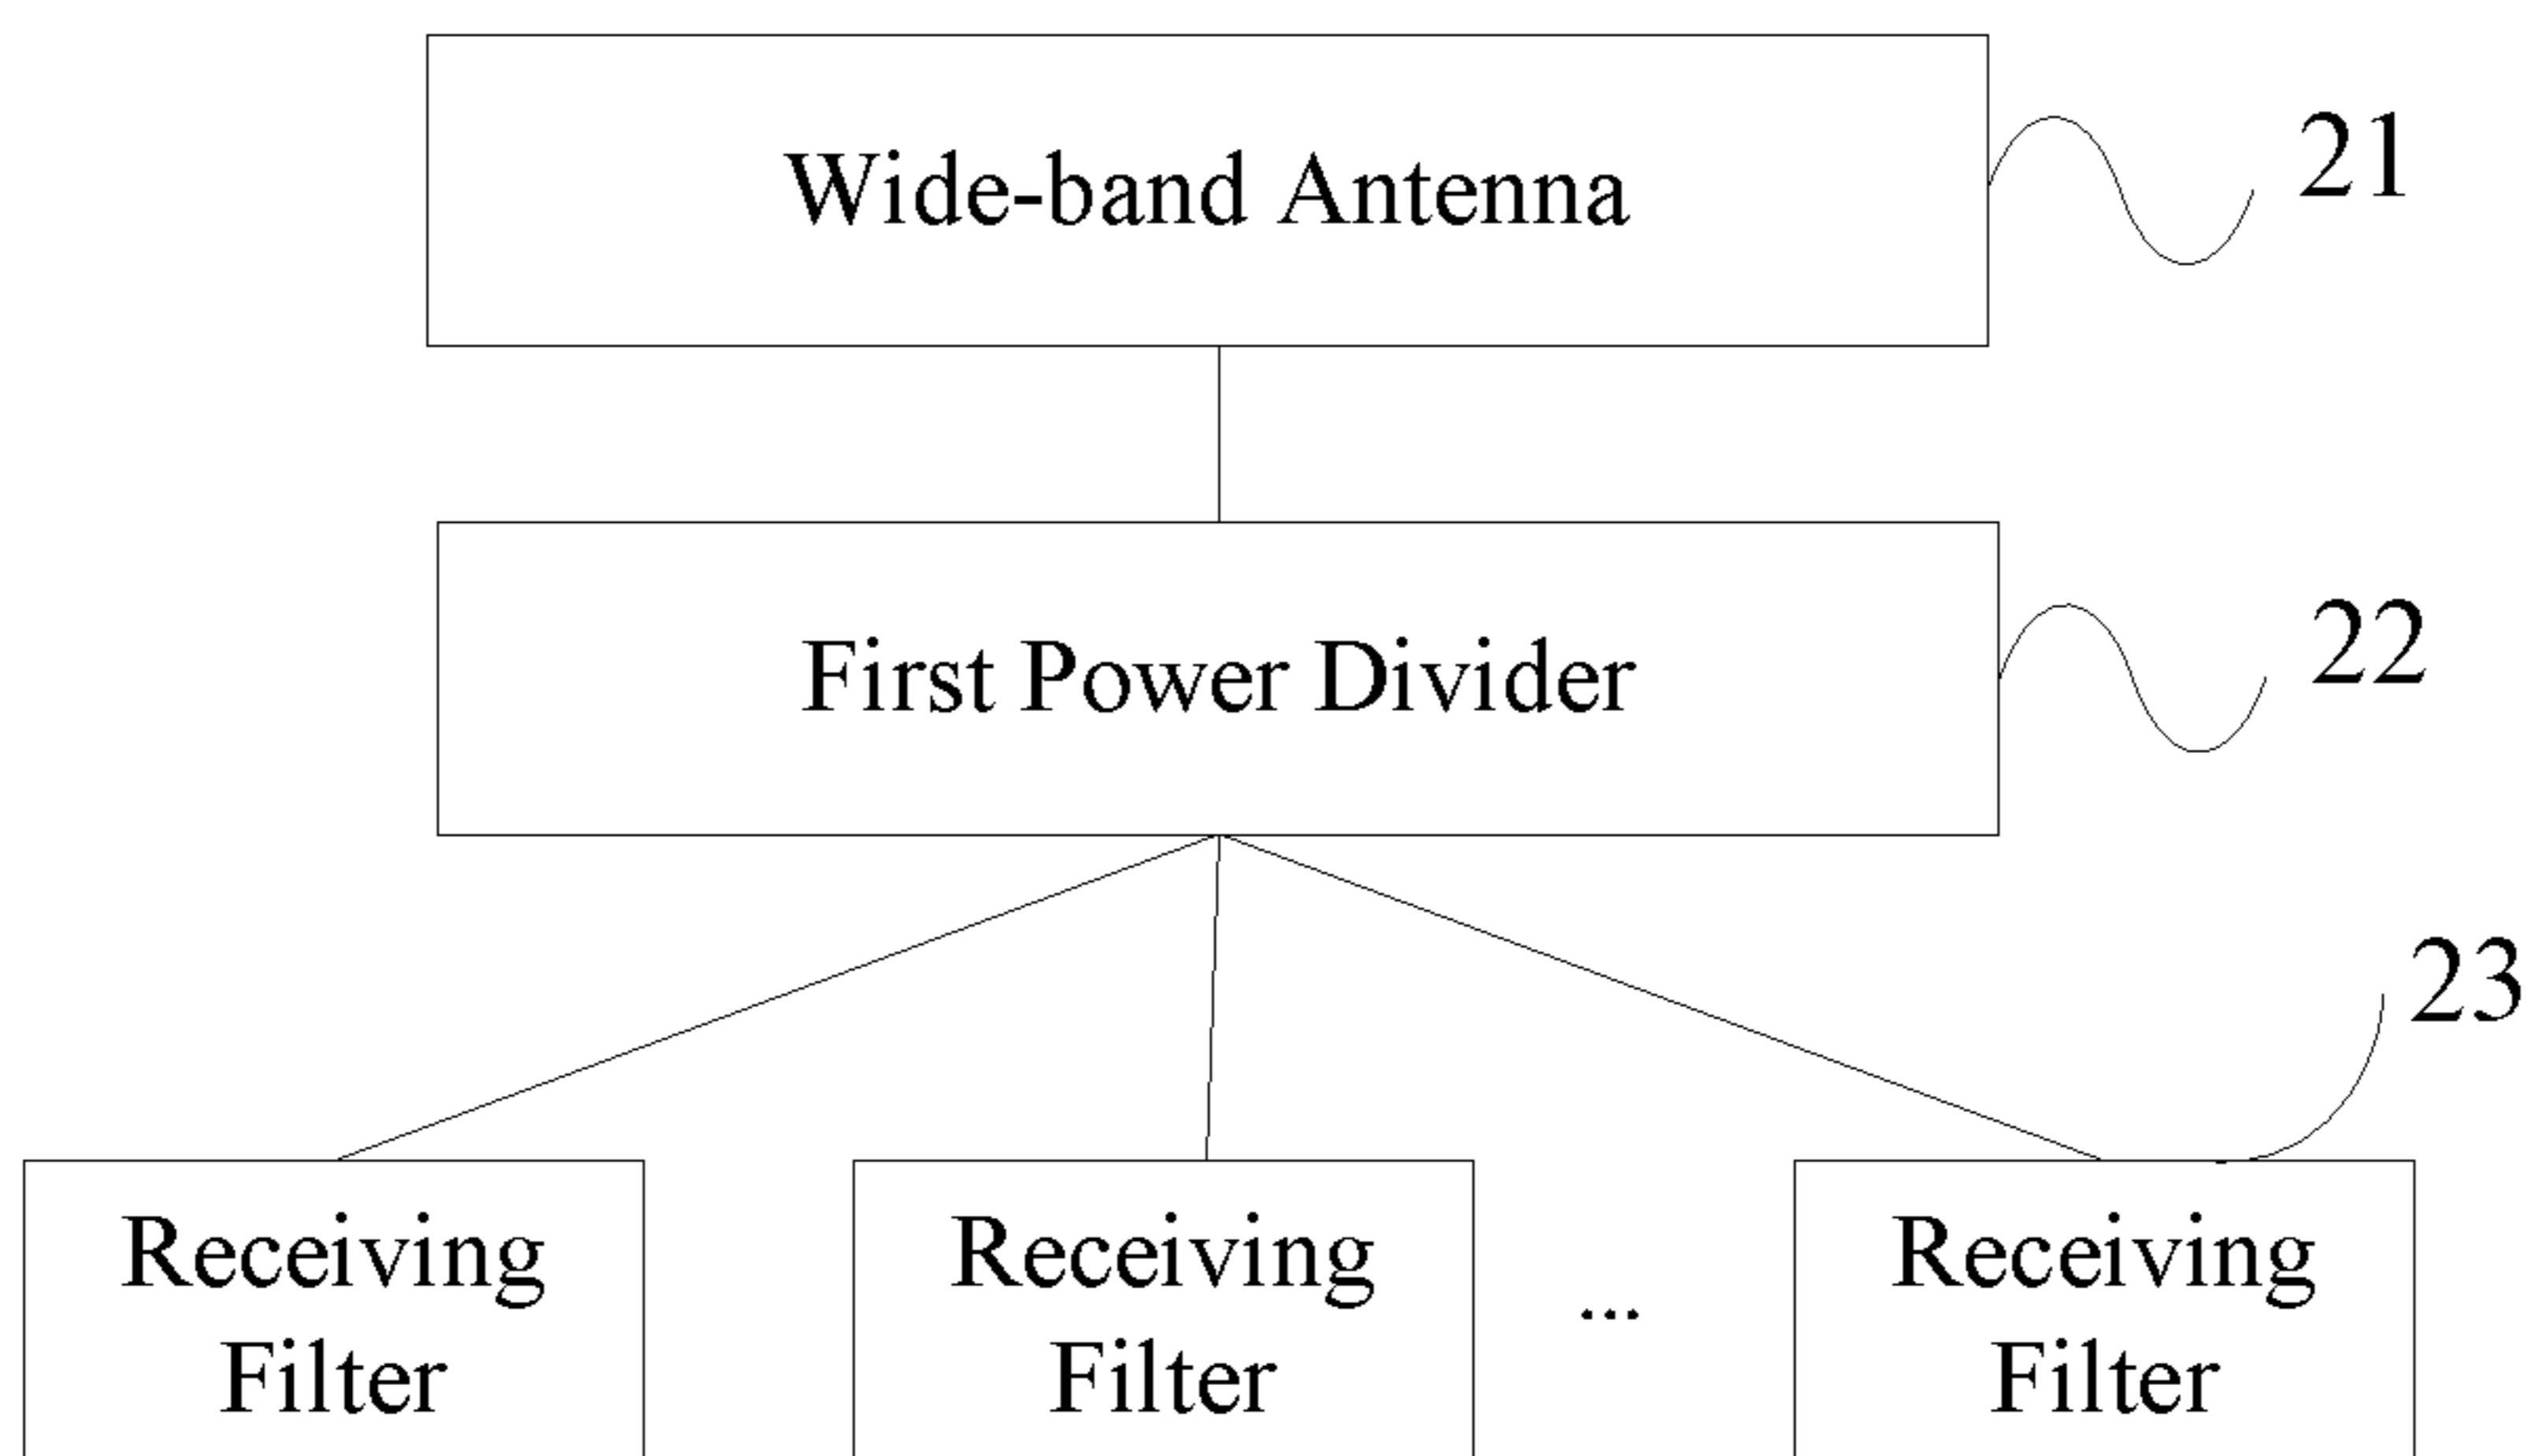 Wide-band Antenna
21
First Power Divider
22
23
Receiving
Filter
Receiving
Filter
...
Receiving
Filter